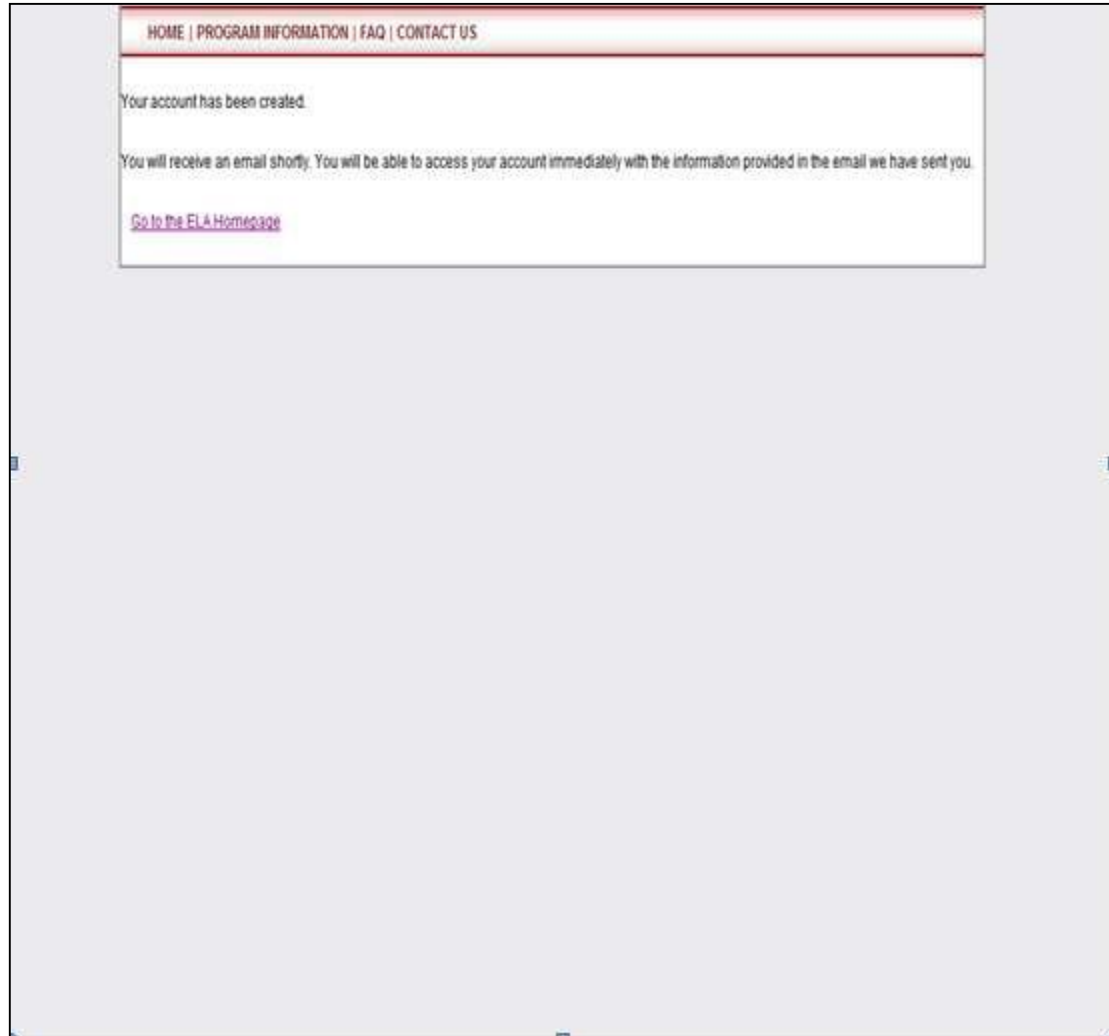 HOME | PROGRAM INFORMATION | FAQ | CONTACT US
Your account has been created.
You will receive an email shortly. You will be able to access your account immediately with the information provided in the email we have sent you.
Go to the ELA Homepage